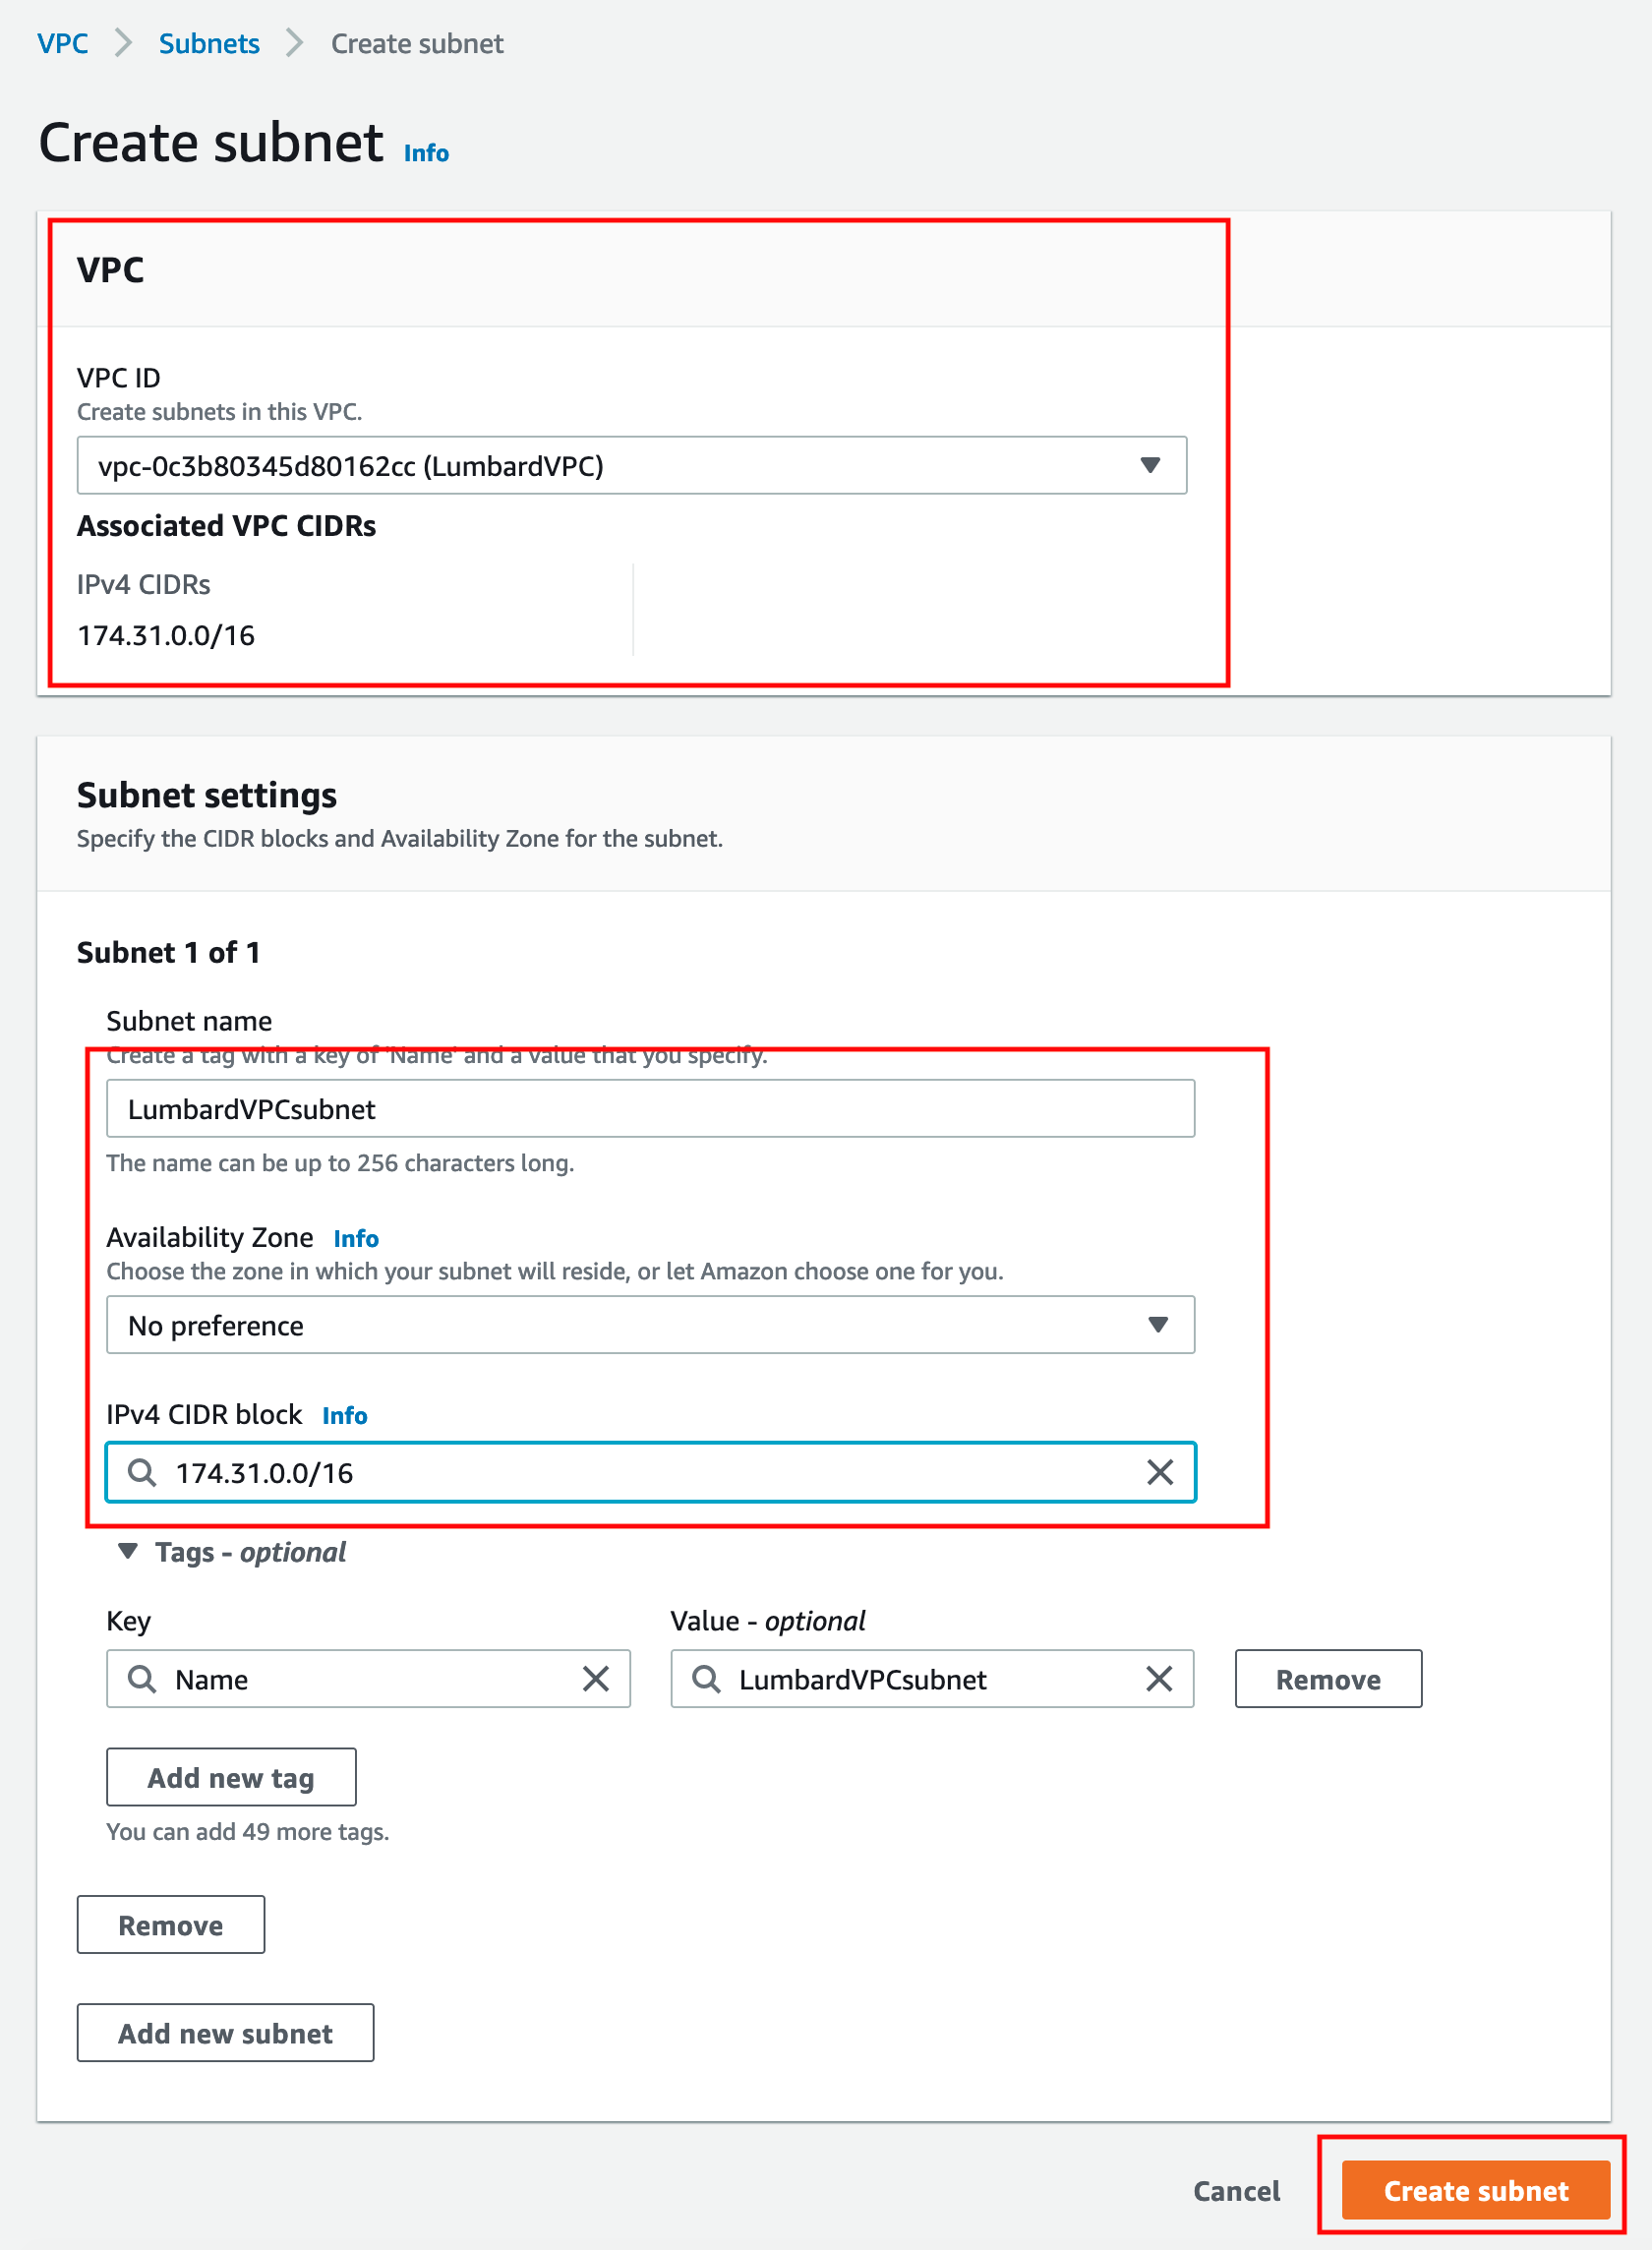 VPC > Subnets > Create subnet
Create subnet Info
VPC
VPC ID
Create subnets in this VPC.
vpc-0c3b80345d80162cc (LumbardVPC)
Associated VPC CIDRs
IPv4 CIDRs
174.31.0.0/16
Subnet settings
Specify the CIDR blocks and Availability Zone for the subnet.
Subnet 1 of 1
Subnet name
Create a tag with a key of 'Name' and a value that you specify.
LumbardVPCsubnet
The name can be up to 256 characters long.
Availability Zone Info
Choose the zone in which your subnet will reside, or let Amazon choose one for you.
No preference
IPv4 CIDR block Info
174.31.0.0/16
Tags - optional
Key Value - optional
Name LumbardVPCsubnet Remove
Add new tag
You can add 49 more tags.
Remove
Add new subnet
Cancel Create subnet